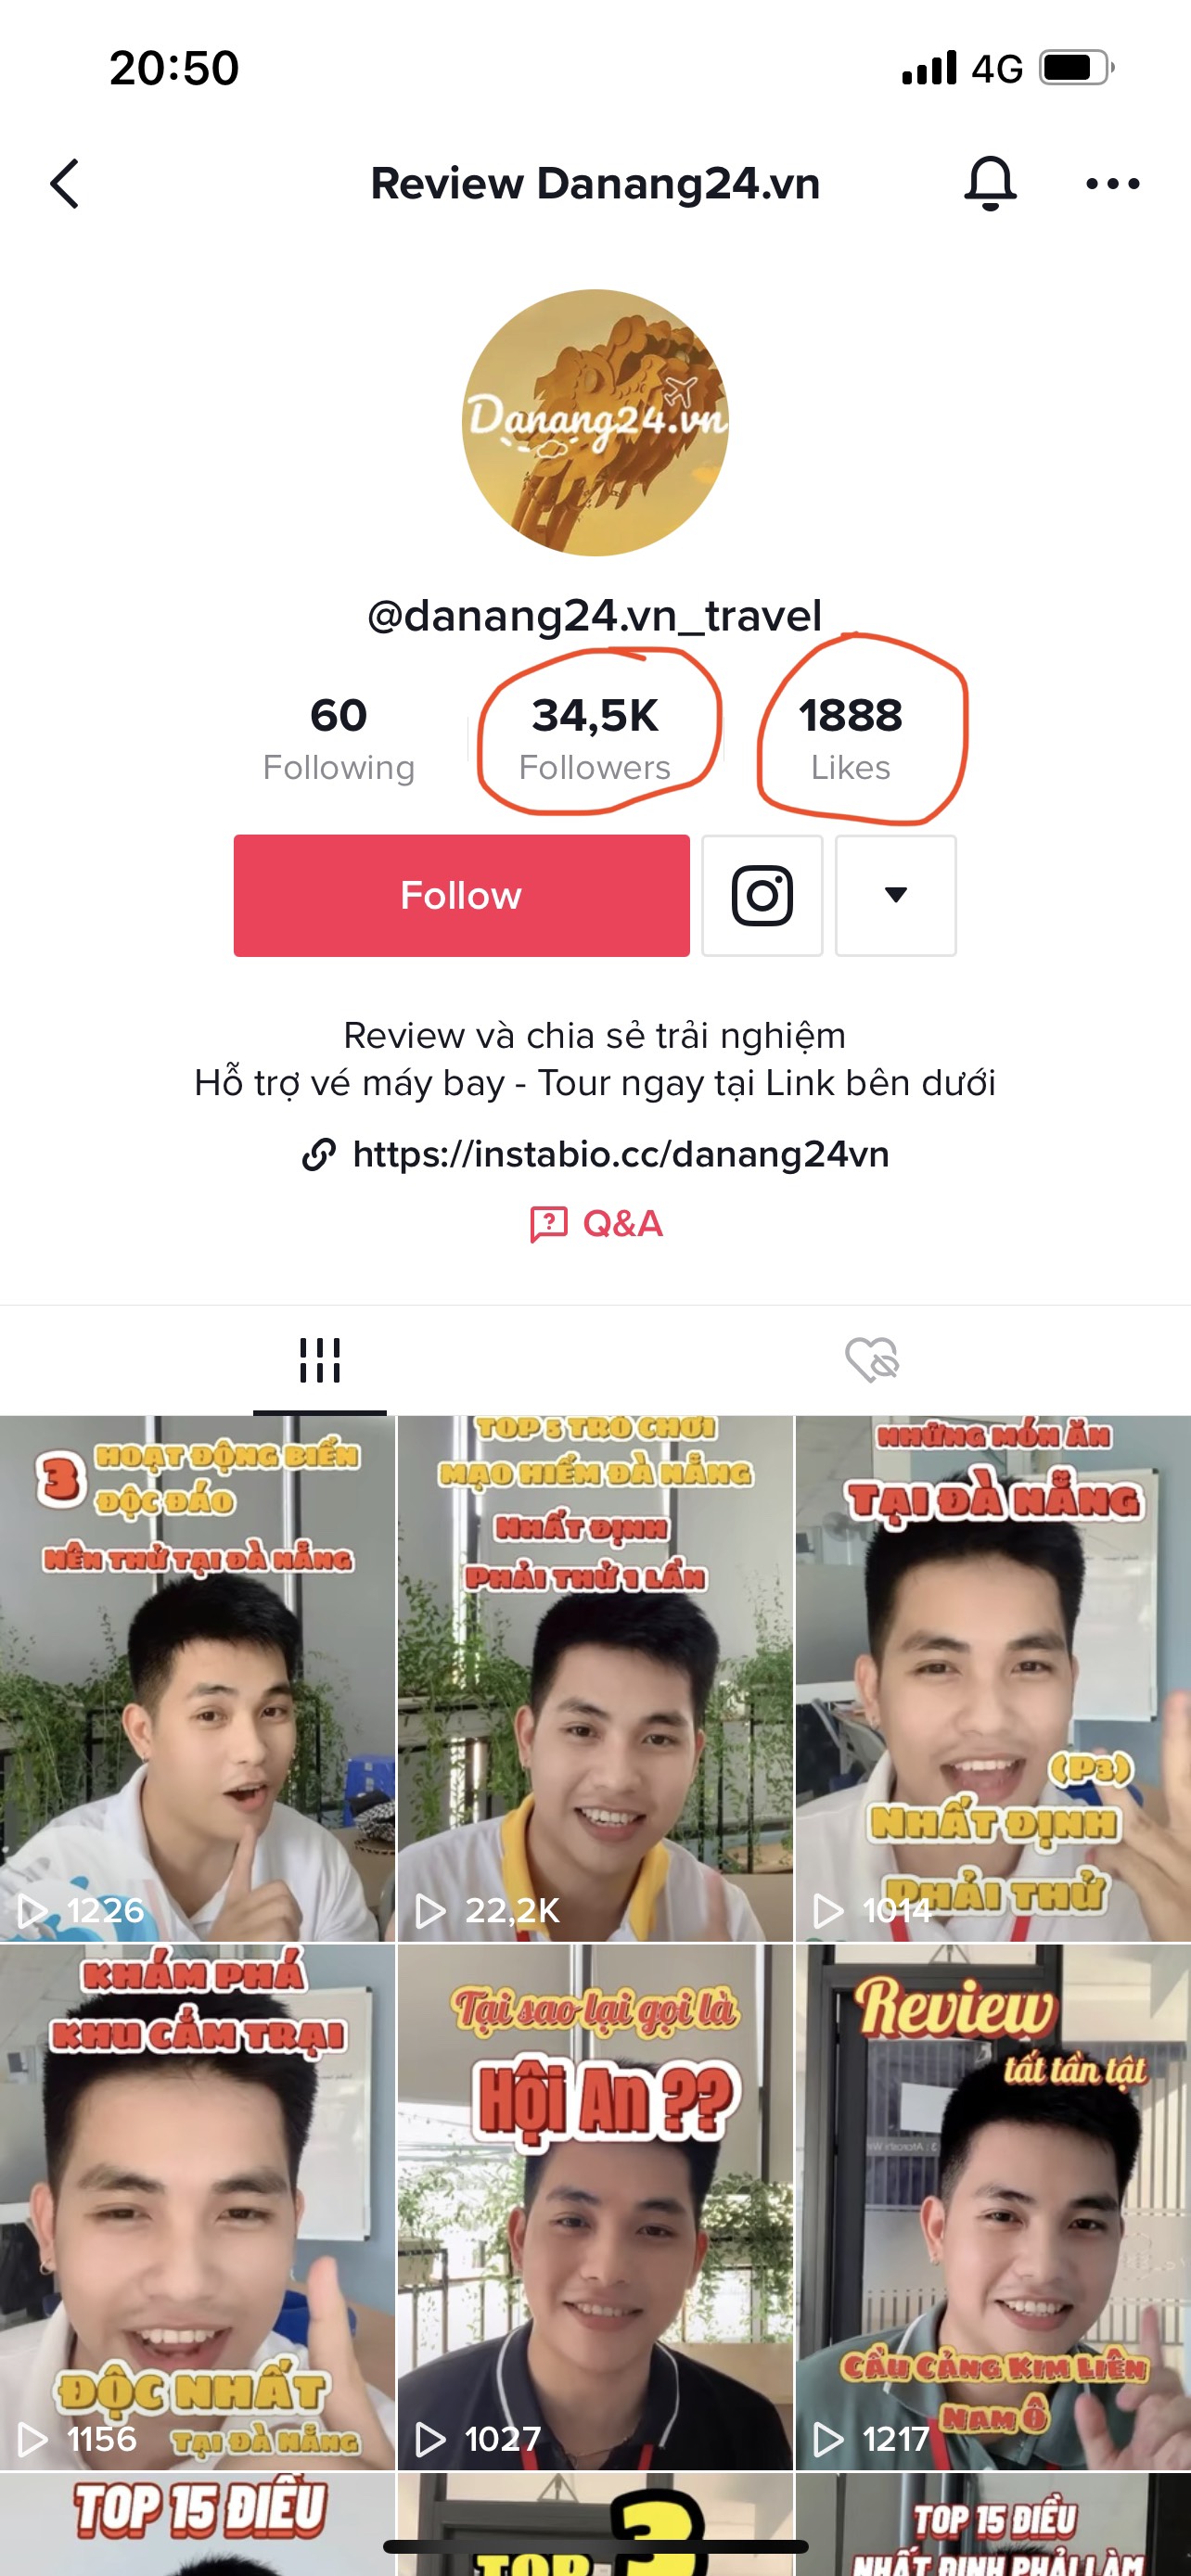 20:50
4G
Review Danang24.vn
Danang24.vn
@danang24.vn_travel
60
Following
34,5K
Followers
1888
Likes
Follow
Review và chia sẻ trải nghiệm
Hỗ trợ vé máy bay - Tour ngay tại Link bên dưới
https://instabio.cc/danang24vn
Q&A
3 HOẠT ĐỘNG BIỂN
ĐỘC ĐÁO
NÊN THỬ TẠI ĐÀ NẴNG
1226
TOP 5 TRÒ CHƠI
MẠO HIỂM ĐÀ NẴNG
NHẤT ĐỊNH
PHẢI THỬ 1 LẦN
22,2K
NHỮNG MÓN ĂN
TẠI ĐÀ NẴNG
(P3)
NHẤT ĐỊNH
PHẢI THỬ
1014
KHÁM PHÁ
KHU CẮM TRẠI
ĐỘC NHẤT
TẠI ĐÀ NẴNG
1156
Tại sao lại gọi là
Hội An ??
1027
Review
tất tần tật
CẦU CẢNG KIM LIÊN
NAM Ô
1217
TOP 15 ĐIỀU
TOP 3
TOP 15 ĐIỀU
NHẤT ĐỊNH PHẢI LÀM